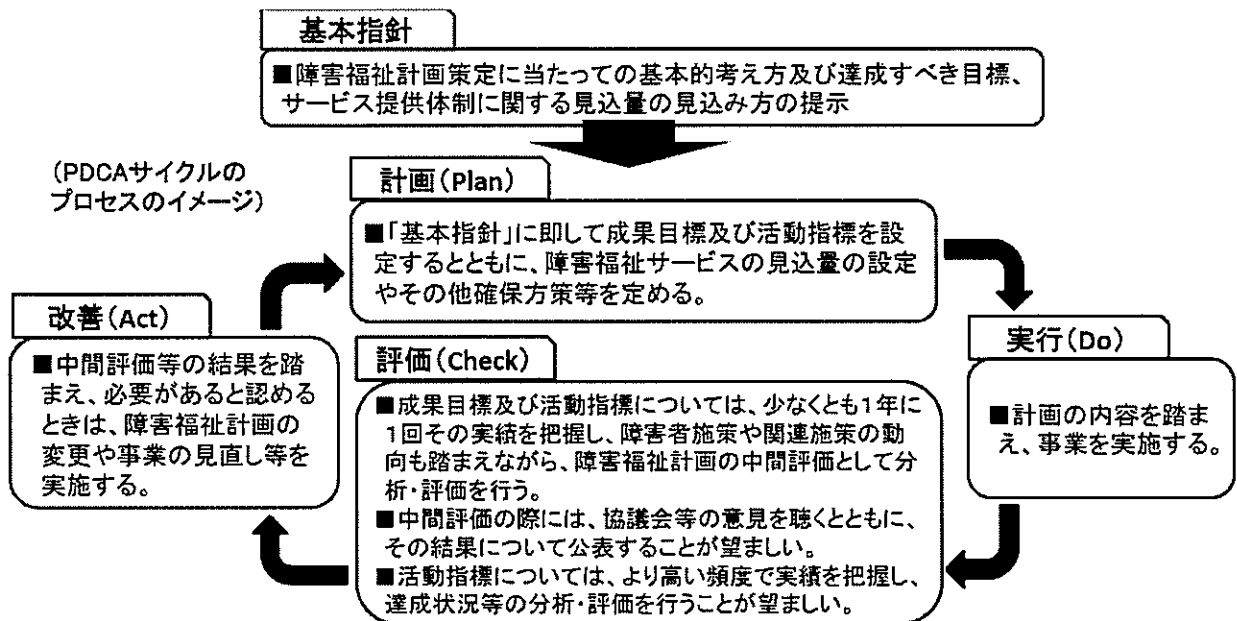 基本指針
■障害福祉計画策定に当たっての基本的考え方及び達成すべき目標、
サービス提供体制に関する見込量の見込み方の提示
(PDCAサイクルの
プロセスのイメージ)
計画(Plan)
■「基本指針」に即して成果目標及び活動指標を設
定するとともに、障害福祉サービスの見込量の設定
やその他確保方策等を定める。
改善(Act)
■中間評価等の結果を踏
まえ、必要があると認める
ときは、障害福祉計画の
変更や事業の見直し等を
実施する。
評価(Check)
■成果目標及び活動指標については、少なくとも1年に
1回その実績を把握し、障害者施策や関連施策の動
向も踏まえながら、障害福祉計画の中間評価として分
析・評価を行う。
■中間評価の際には、協議会等の意見を聴くとともに、
その結果について公表することが望ましい。
■活動指標については、より高い頻度で実績を把握し、
達成状況等の分析・評価を行うことが望ましい。
実行(Do)
■計画の内容を踏ま
え、事業を実施する。